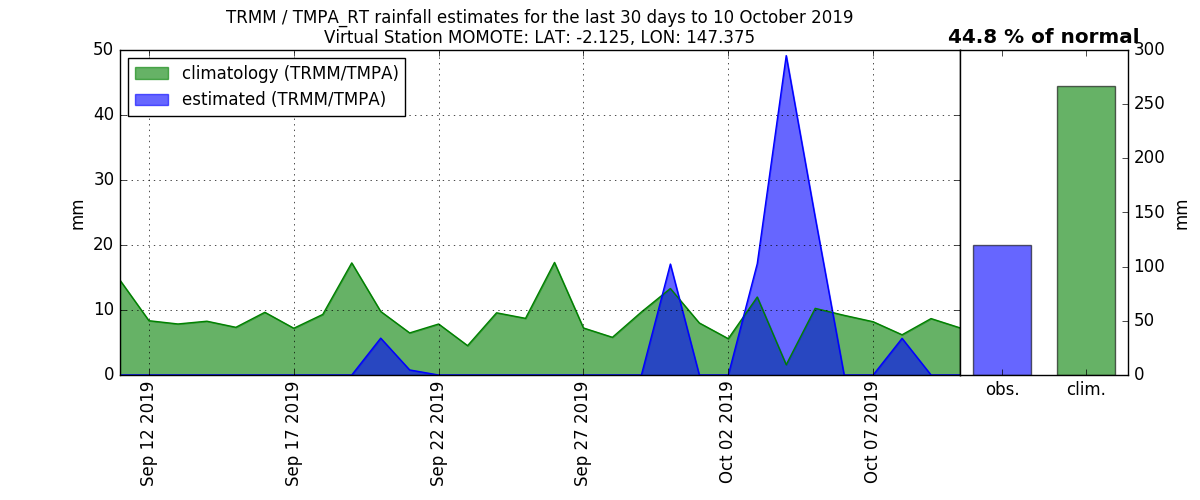 TRMM / TMPA_RT rainfall estimates for the last 30 days to 10 October 2019
Virtual Station MOMOTE: LAT: -2.125, LON: 147.375
44.8 % of normal
climatology (TRMM/TMPA)
estimated (TRMM/TMPA)
50
40
30
20
10
0
mm
Sep 12 2019
Sep 17 2019
Sep 22 2019
Sep 27 2019
Oct 02 2019
Oct 07 2019
300
250
200
150
100
50
0
mm
obs.
clim.